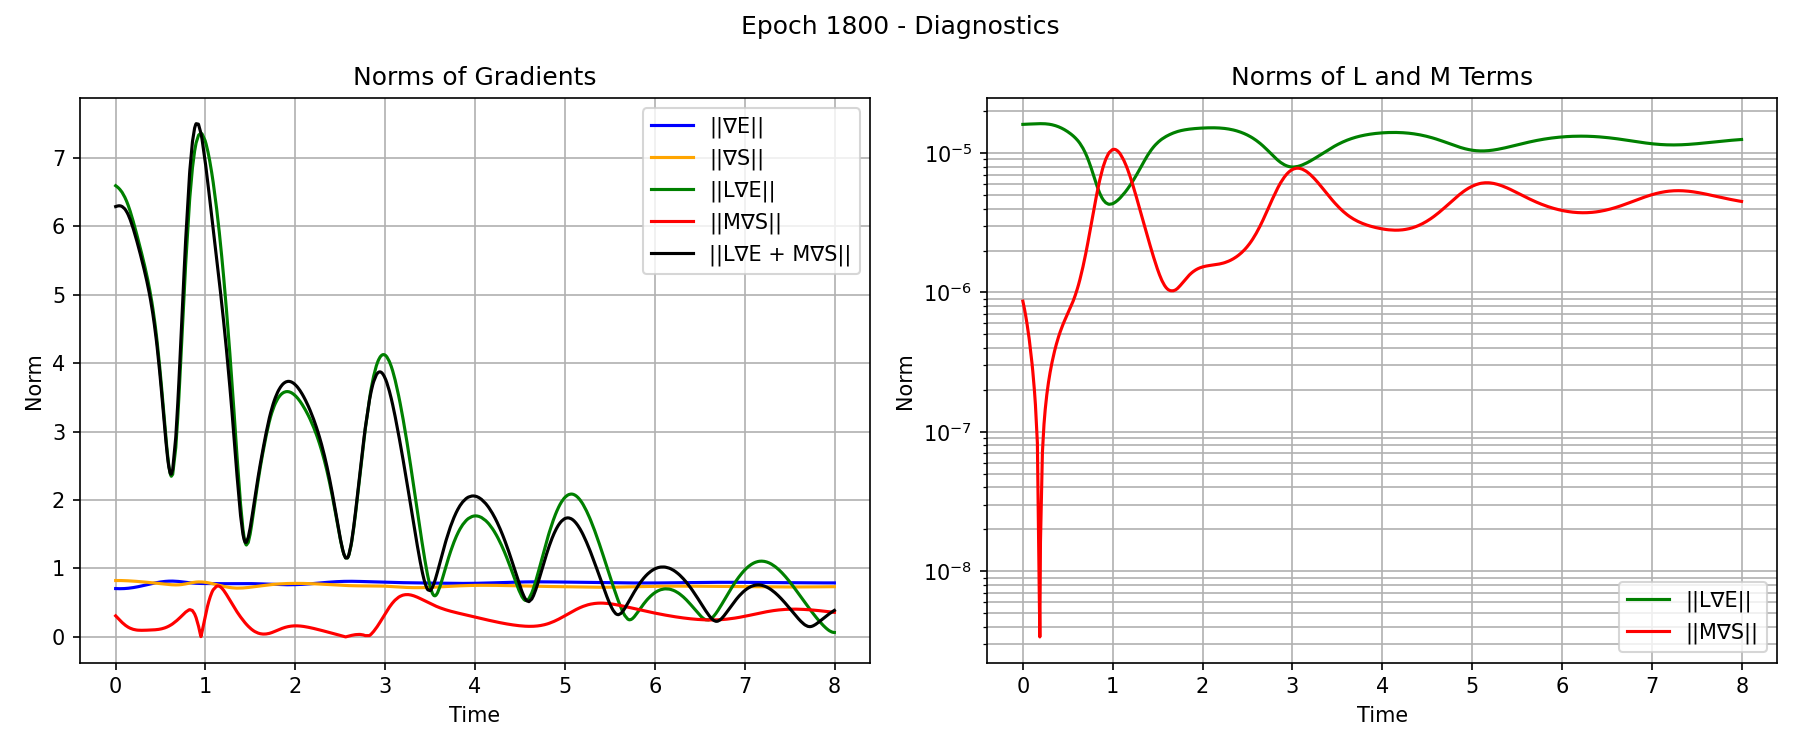 Epoch 1800 - Diagnostics
Norms of Gradients
Norm
7
6
5
4
3
2
1
0
0 1 2 3 4 5 6 7 8
Time
||∇E||
||∇S||
||L∇E||
||M∇S||
||L∇E + M∇S||
Norms of L and M Terms
Norm
10⁻⁵
10⁻⁶
10⁻⁷
10⁻⁸
0 1 2 3 4 5 6 7 8
Time
||L∇E||
||M∇S||